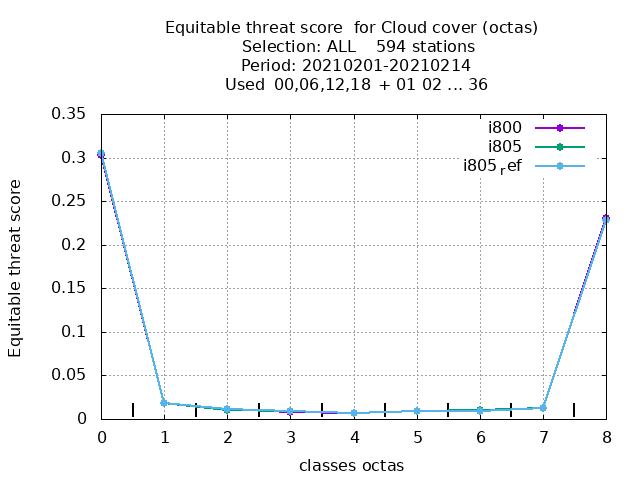 Equitable threat score  for Cloud cover (octas)
Selection: ALL    594 stations
Period: 20210201-20210214
Used  00,06,12,18 + 01 02 ... 36
Equitable threat score
0.35
0.3
0.25
0.2
0.15
0.1
0.05
0
i800
i805
i805 ref
0 1 2 3 4 5 6 7 8
classes octas